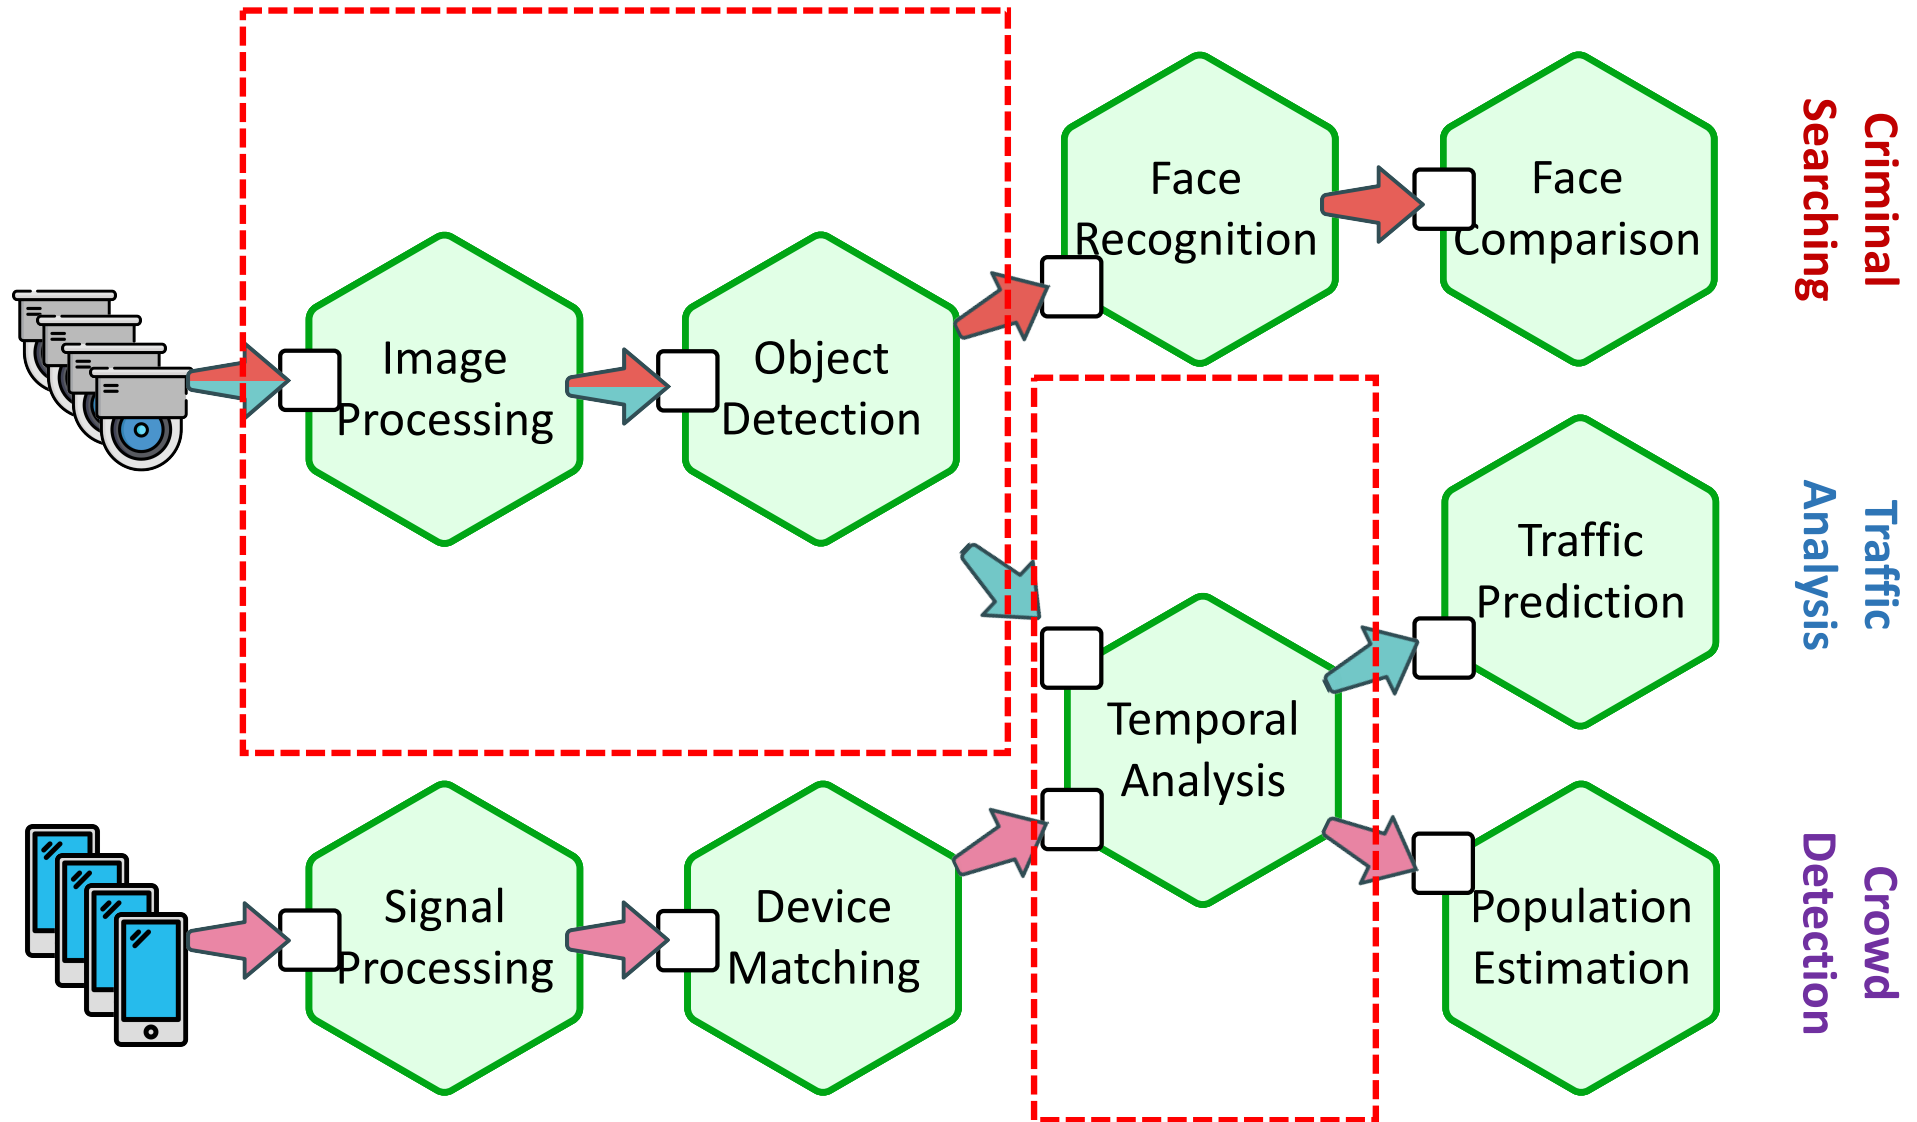 Face
Recognition
Face
Comparison
Criminal
Searching
Image
Processing
Object
Detection
Traffic
Prediction
Traffic
Analysis
Temporal
Analysis
Signal
Processing
Device
Matching
Population
Estimation
Crowd
Detection